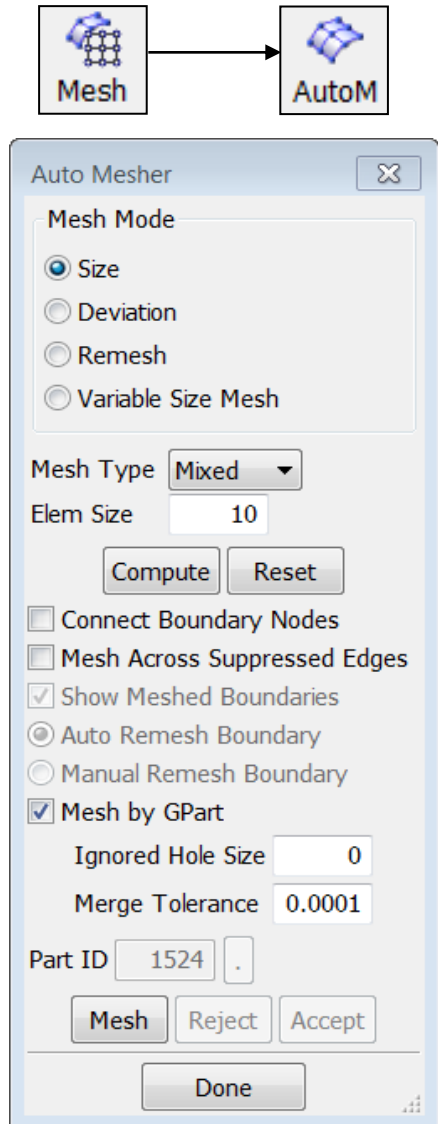 Mesh AutoM
Auto Mesher
Mesh Mode
Size
Deviation
Remesh
Variable Size Mesh
Mesh Type Mixed
Elem Size 10
Compute Reset
Connect Boundary Nodes
Mesh Across Suppressed Edges
Show Meshed Boundaries
Auto Remesh Boundary
Manual Remesh Boundary
Mesh by GPart
Ignored Hole Size 0
Merge Tolerance 0.0001
Part ID 1524 .
Mesh Reject Accept
Done